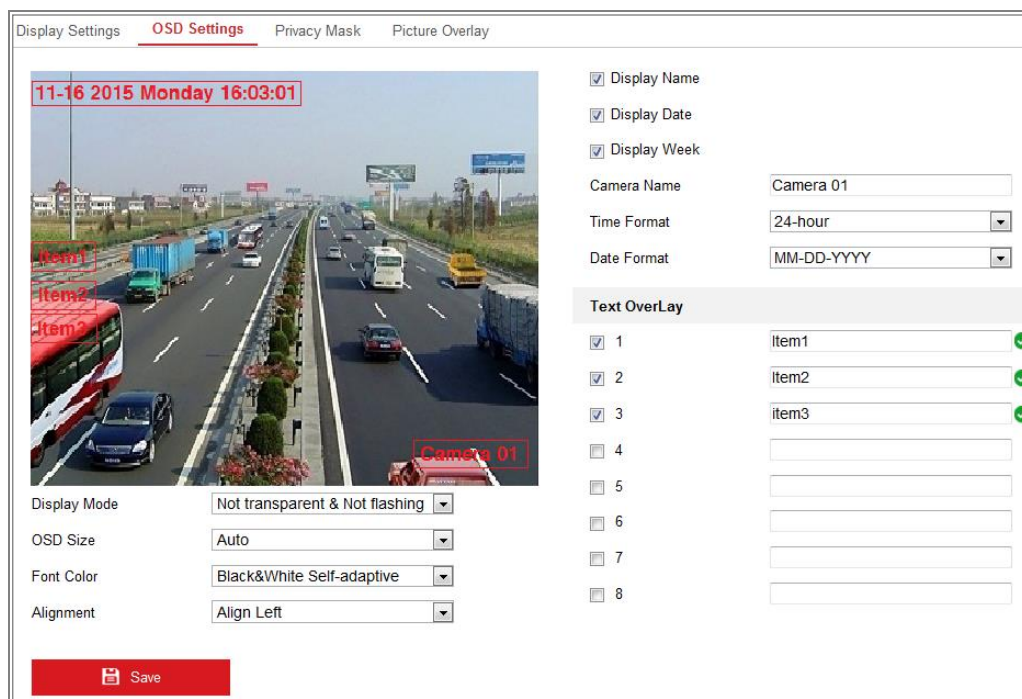 Display Settings OSD Settings Privacy Mask Picture Overlay
11-16 2015 Monday 16:03:01
Item1
Item2
Item3
Camera 01
Display Mode Not transparent & Not flashing
OSD Size Auto
Font Color Black&White Self-adaptive
Alignment Align Left
Save
Display Name
Display Date
Display Week
Camera Name Camera 01
Time Format 24-hour
Date Format MM-DD-YYYY
Text OverLay
1 Item1
2 Item2
3 item3
4
5
6
7
8